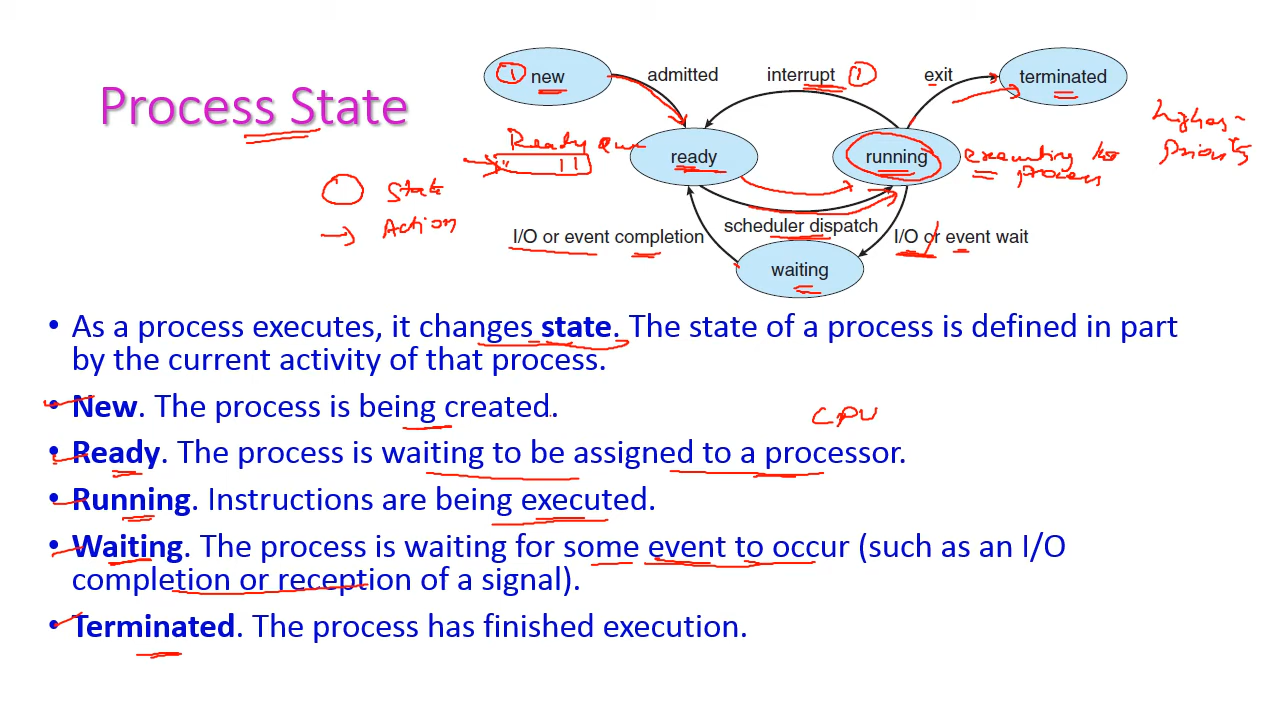 Process State
new
admitted
interrupt
exit
terminated
higher
priority
Ready
ready
running
executing
process
State
Action
scheduler dispatch
I/O or event completion
I/O or event wait
waiting
• As a process executes, it changes state. The state of a process is defined in part
by the current activity of that process.
• New. The process is being created.
CPU
• Ready. The process is waiting to be assigned to a processor.
• Running. Instructions are being executed.
• Waiting. The process is waiting for some event to occur (such as an I/O
completion or reception of a signal).
• Terminated. The process has finished execution.